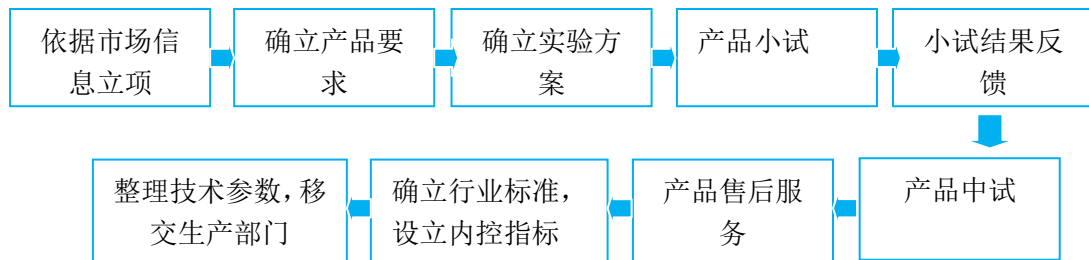 依据市场信
息立项
确立产品要
求
确立实验方
案
产品小试
小试结果反
馈
产品中试
产品售后服
务
确立行业标准,
设立内控指标
整理技术参数,移
交生产部门